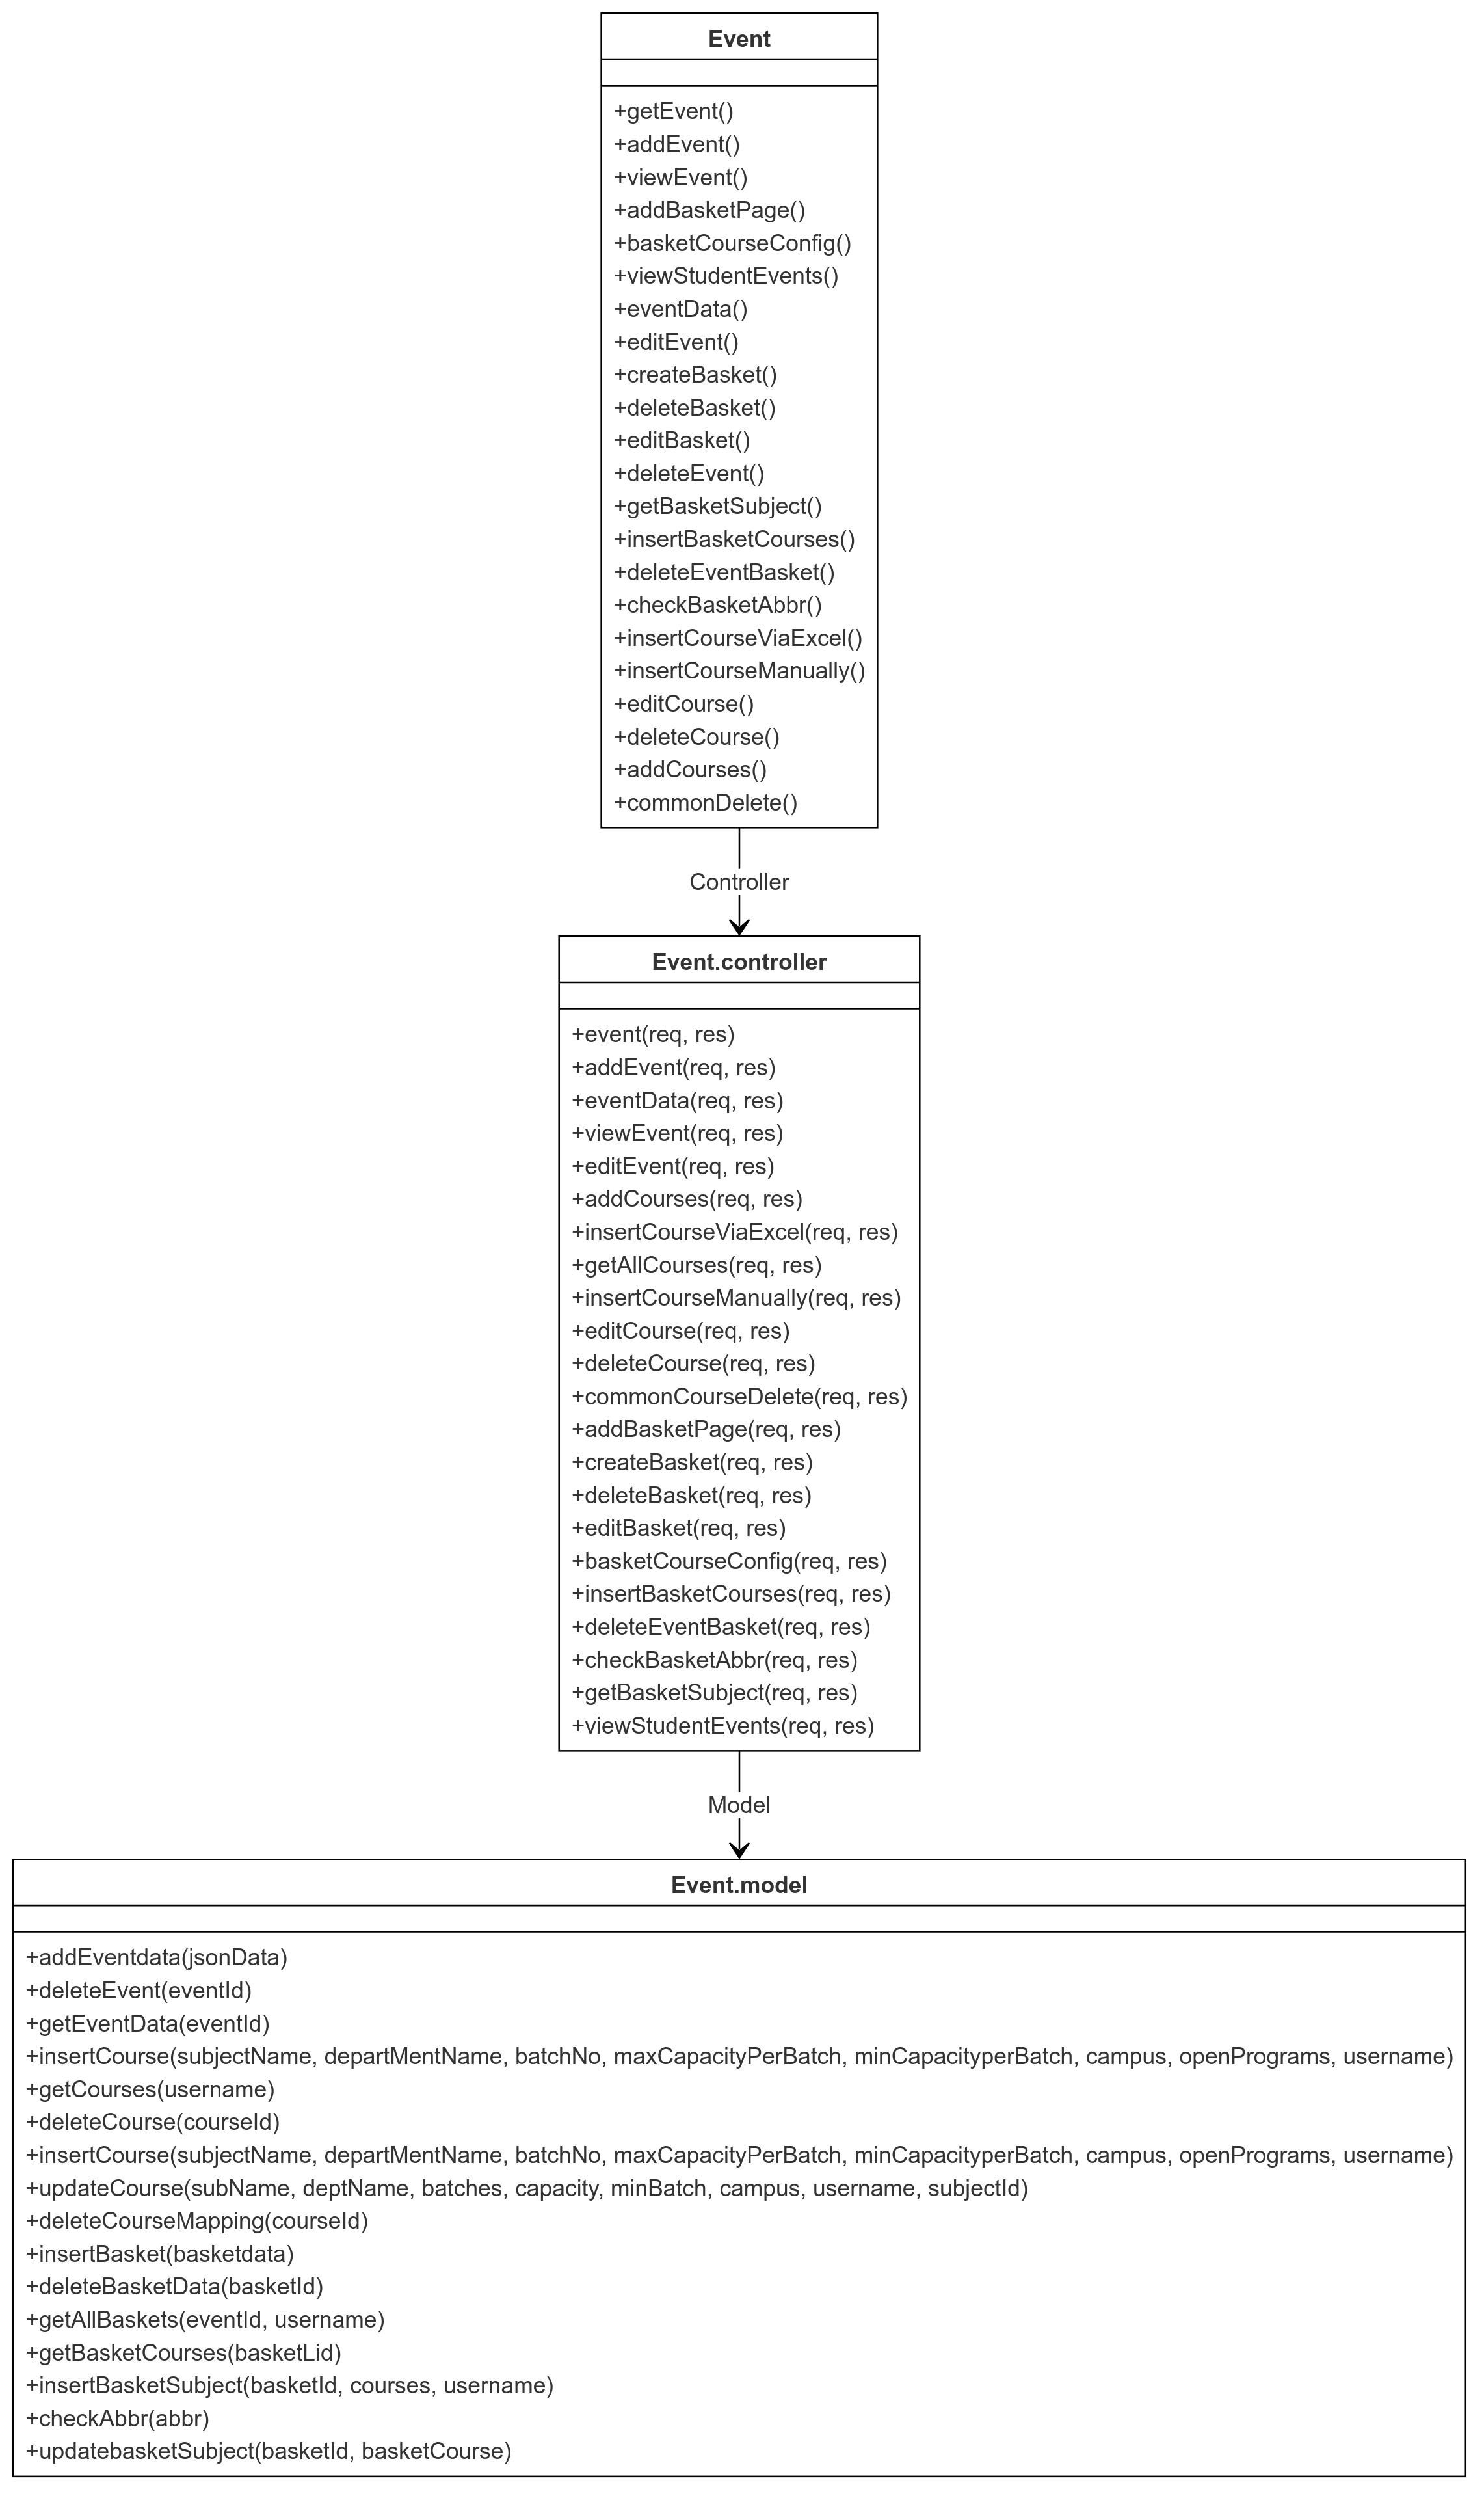 Event
+getEvent()
+addEvent()
+viewEvent()
+addBasketPage()
+basketCourseConfig()
+viewStudentEvents()
+eventData()
+editEvent()
+createBasket()
+deleteBasket()
+editBasket()
+deleteEvent()
+getBasketSubject()
+insertBasketCourses()
+deleteEventBasket()
+checkBasketAbbr()
+insertCourseViaExcel()
+insertCourseManually()
+editCourse()
+deleteCourse()
+addCourses()
+commonDelete()
Controller
Event.controller
+event(req, res)
+addEvent(req, res)
+eventData(req, res)
+viewEvent(req, res)
+editEvent(req, res)
+addCourses(req, res)
+insertCourseViaExcel(req, res)
+getAllCourses(req, res)
+insertCourseManually(req, res)
+editCourse(req, res)
+deleteCourse(req, res)
+commonCourseDelete(req, res)
+addBasketPage(req, res)
+createBasket(req, res)
+deleteBasket(req, res)
+editBasket(req, res)
+basketCourseConfig(req, res)
+insertBasketCourses(req, res)
+deleteEventBasket(req, res)
+checkBasketAbbr(req, res)
+getBasketSubject(req, res)
+viewStudentEvents(req, res)
Model
Event.model
+addEventdata(jsonData)
+deleteEvent(eventId)
+getEventData(eventId)
+insertCourse(subjectName, departMentName, batchNo, maxCapacityPerBatch, minCapacityperBatch, campus, openPrograms, username)
+getCourses(username)
+deleteCourse(courseId)
+insertCourse(subjectName, departMentName, batchNo, maxCapacityPerBatch, minCapacityperBatch, campus, openPrograms, username)
+updateCourse(subName, deptName, batches, capacity, minBatch, campus, username, subjectId)
+deleteCourseMapping(courseId)
+insertBasket(basketdata)
+deleteBasketData(basketId)
+getAllBaskets(eventId, username)
+getBasketCourses(basketLid)
+insertBasketSubject(basketId, courses, username)
+checkAbbr(abbr)
+updatebasketSubject(basketId, basketCourse)